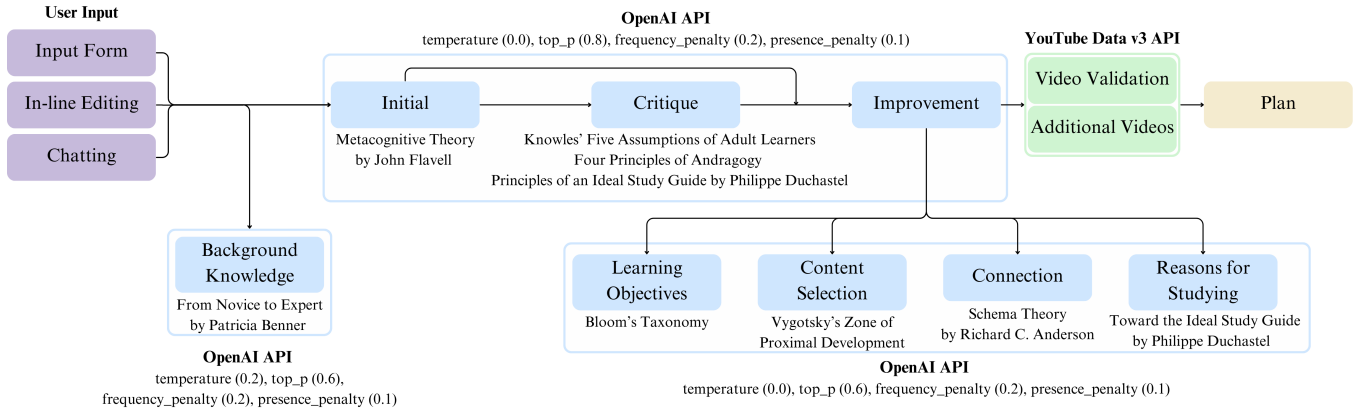 User Input
Input Form
In-line Editing
Chatting
OpenAI API
temperature (0.0), top_p (0.8), frequency_penalty (0.2), presence_penalty (0.1)
Initial
Metacognitive Theory
by John Flavell
Critique
Knowles' Five Assumptions of Adult Learners
Four Principles of Andragogy
Principles of an Ideal Study Guide by Philippe Duchastel
Improvement
YouTube Data v3 API
Video Validation
Additional Videos
Plan
Background
Knowledge
From Novice to Expert
by Patricia Benner
OpenAI API
temperature (0.2), top_p (0.6),
frequency_penalty (0.2), presence_penalty (0.1)
Learning
Objectives
Bloom's Taxonomy
Content
Selection
Vygotsky's Zone of
Proximal Development
Connection
Schema Theory
by Richard C. Anderson
Reasons for
Studying
Toward the Ideal Study Guide
by Philippe Duchastel
OpenAI API
temperature (0.0), top_p (0.6), frequency_penalty (0.2), presence_penalty (0.1)